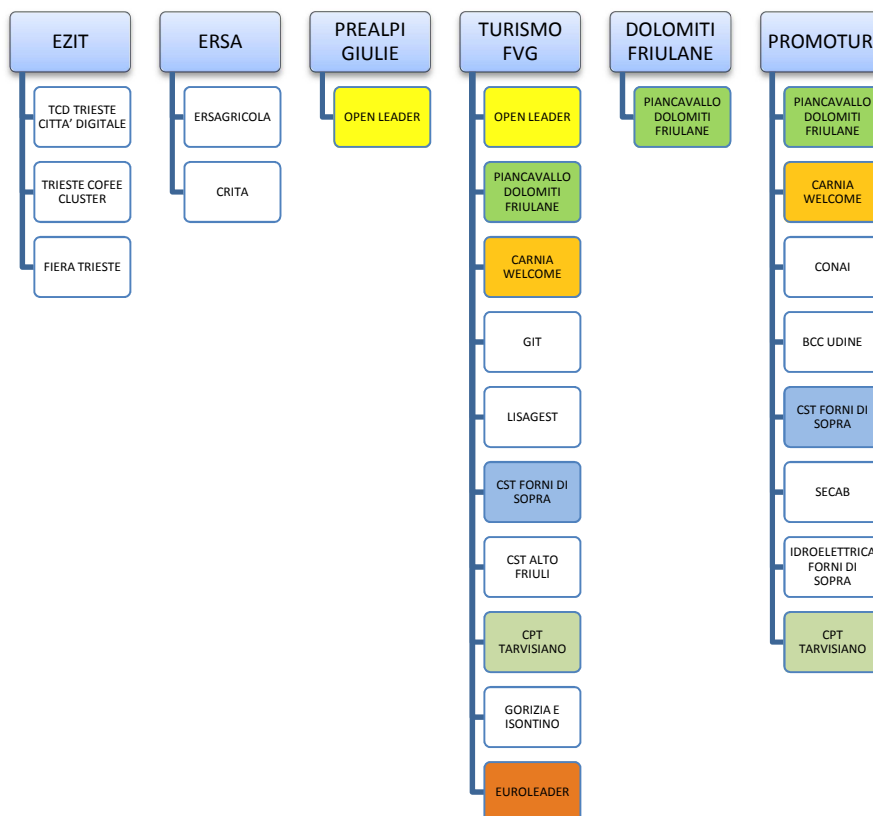 EZIT
TCD TRIESTE
CITTA’ DIGITALE
TRIESTE COFEE
CLUSTER
FIERA TRIESTE
ERSA
ERSAGRICOLA
CRITA
PREALPI
GIULIE
OPEN LEADER
TURISMO
FVG
OPEN LEADER
PIANCAVALLO
DOLOMITI
FRIULANE
CARNIA
WELCOME
GIT
LISAGEST
CST FORNI DI
SOPRA
CST ALTO
FRIULI
CPT
TARVISIANO
GORIZIA E
ISONTINO
EUROLEADER
DOLOMITI
FRIULANE
PIANCAVALLO
DOLOMITI
FRIULANE
PROMOTUR
PIANCAVALLO
DOLOMITI
FRIULANE
CARNIA
WELCOME
CONAI
BCC UDINE
CST FORNI DI
SOPRA
SECAB
IDROELETTRICA
FORNI DI
SOPRA
CPT
TARVISIANO